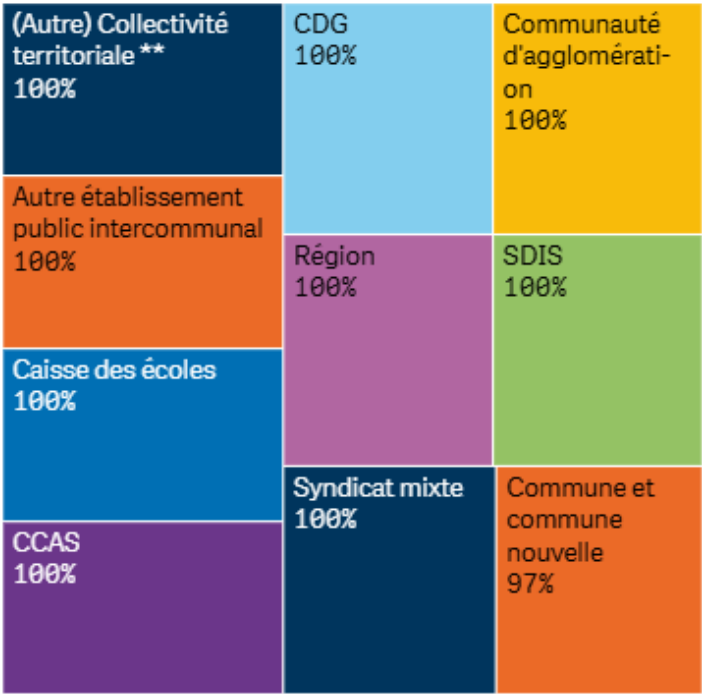 (Autre) Collectivité
territoriale **
100%
Autre établissement
public intercommunal
100%
Caisse des écoles
100%
CCAS
100%
CDG
100%
Communauté
d'agglomérati-
on
100%
Région
100%
SDIS
100%
Syndicat mixte
100%
Commune et
commune
nouvelle
97%